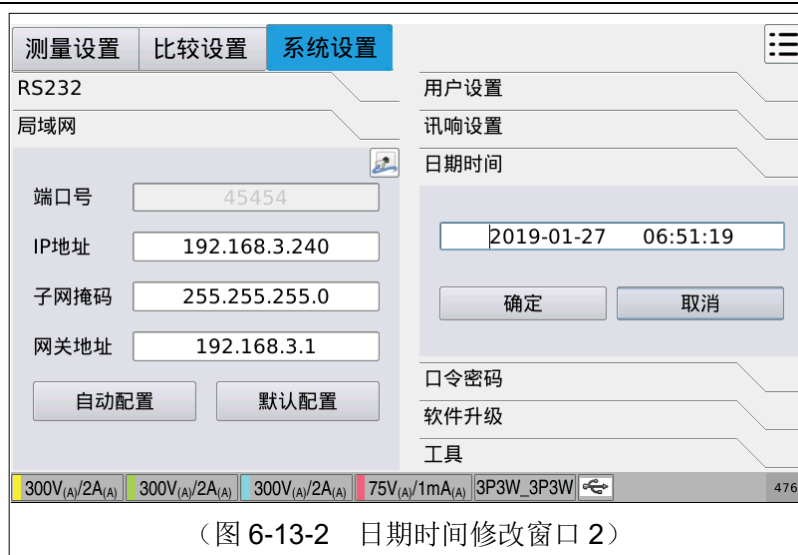 测量设置 比较设置 系统设置
RS232
局域网
端口号 45454
IP地址 192.168.3.240
子网掩码 255.255.255.0
网关地址 192.168.3.1
自动配置 默认配置
用户设置
讯响设置
日期时间
2019-01-27 06:51:19
确定 取消
口令密码
软件升级
工具
300V(A)/2A(A) 300V(A)/2A(A) 300V(A)/2A(A) 75V(A)/1mA(A) 3P3W_3P3W 476
（图 6-13-2 日期时间修改窗口 2）